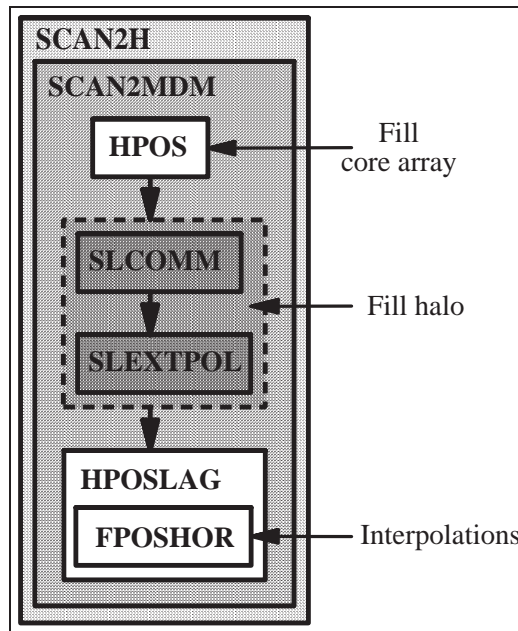 SCAN2H
SCAN2MDM
HPOS
Fill
core array
SLCOMM
Fill halo
SLEXTPOL
HPOSLAG
FPOSHOR
Interpolations